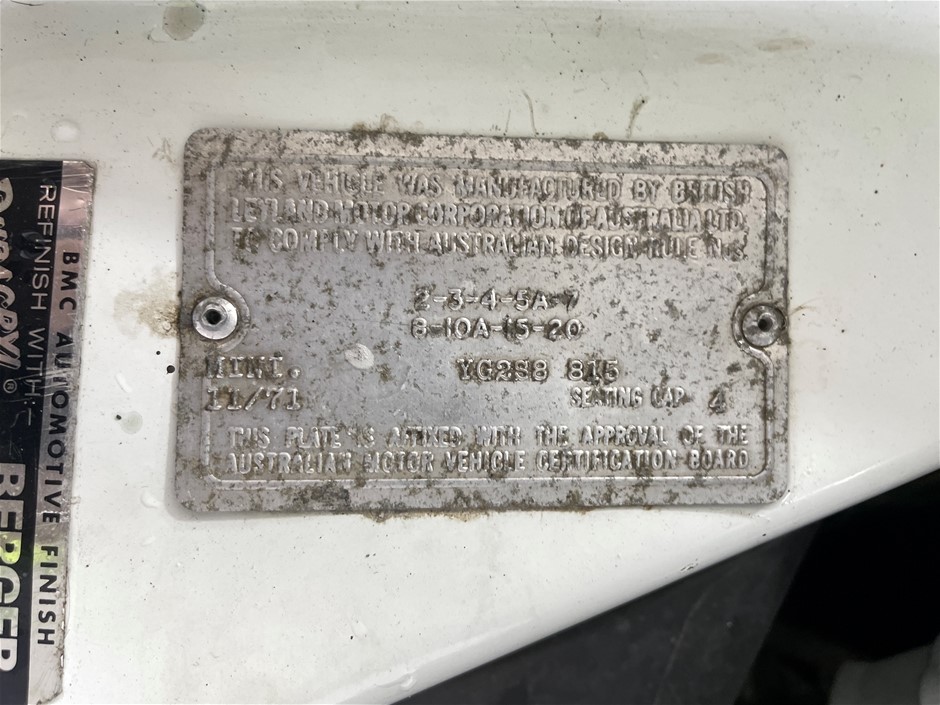 THIS VEHICLE WAS MANUFACTURED BY BRITISH
LEYLAND MOTOR CORPORATION OF AUSTRALIA LTD.
TO COMPLY WITH AUSTRALIAN DESIGN RULE Nos
2-3-4-5A-7
8-10A-15-20
MINI. YG2S8 815
11/71 SEATING CAP 4
THIS PLATE IS AFFIXED WITH THE APPROVAL OF THE
AUSTRALIAN MOTOR VEHICLE CERTIFICATION BOARD
BMC AUTOMOTIVE FINISH
REFINISH WITH:-
BERGER